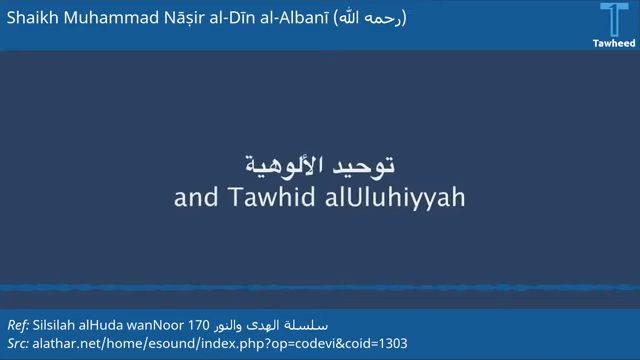 Shaikh Muhammad Nāṣir al-Dīn al-Albanī (رحمه الله)
Tawheed
توحيد الألوهية
and Tawhid alUluhiyyah
Ref: Silsilah alHuda wanNoor 170 سلسلة الهدى والنور
Src: alathar.net/home/esound/index.php?op=codevi&coid=1303